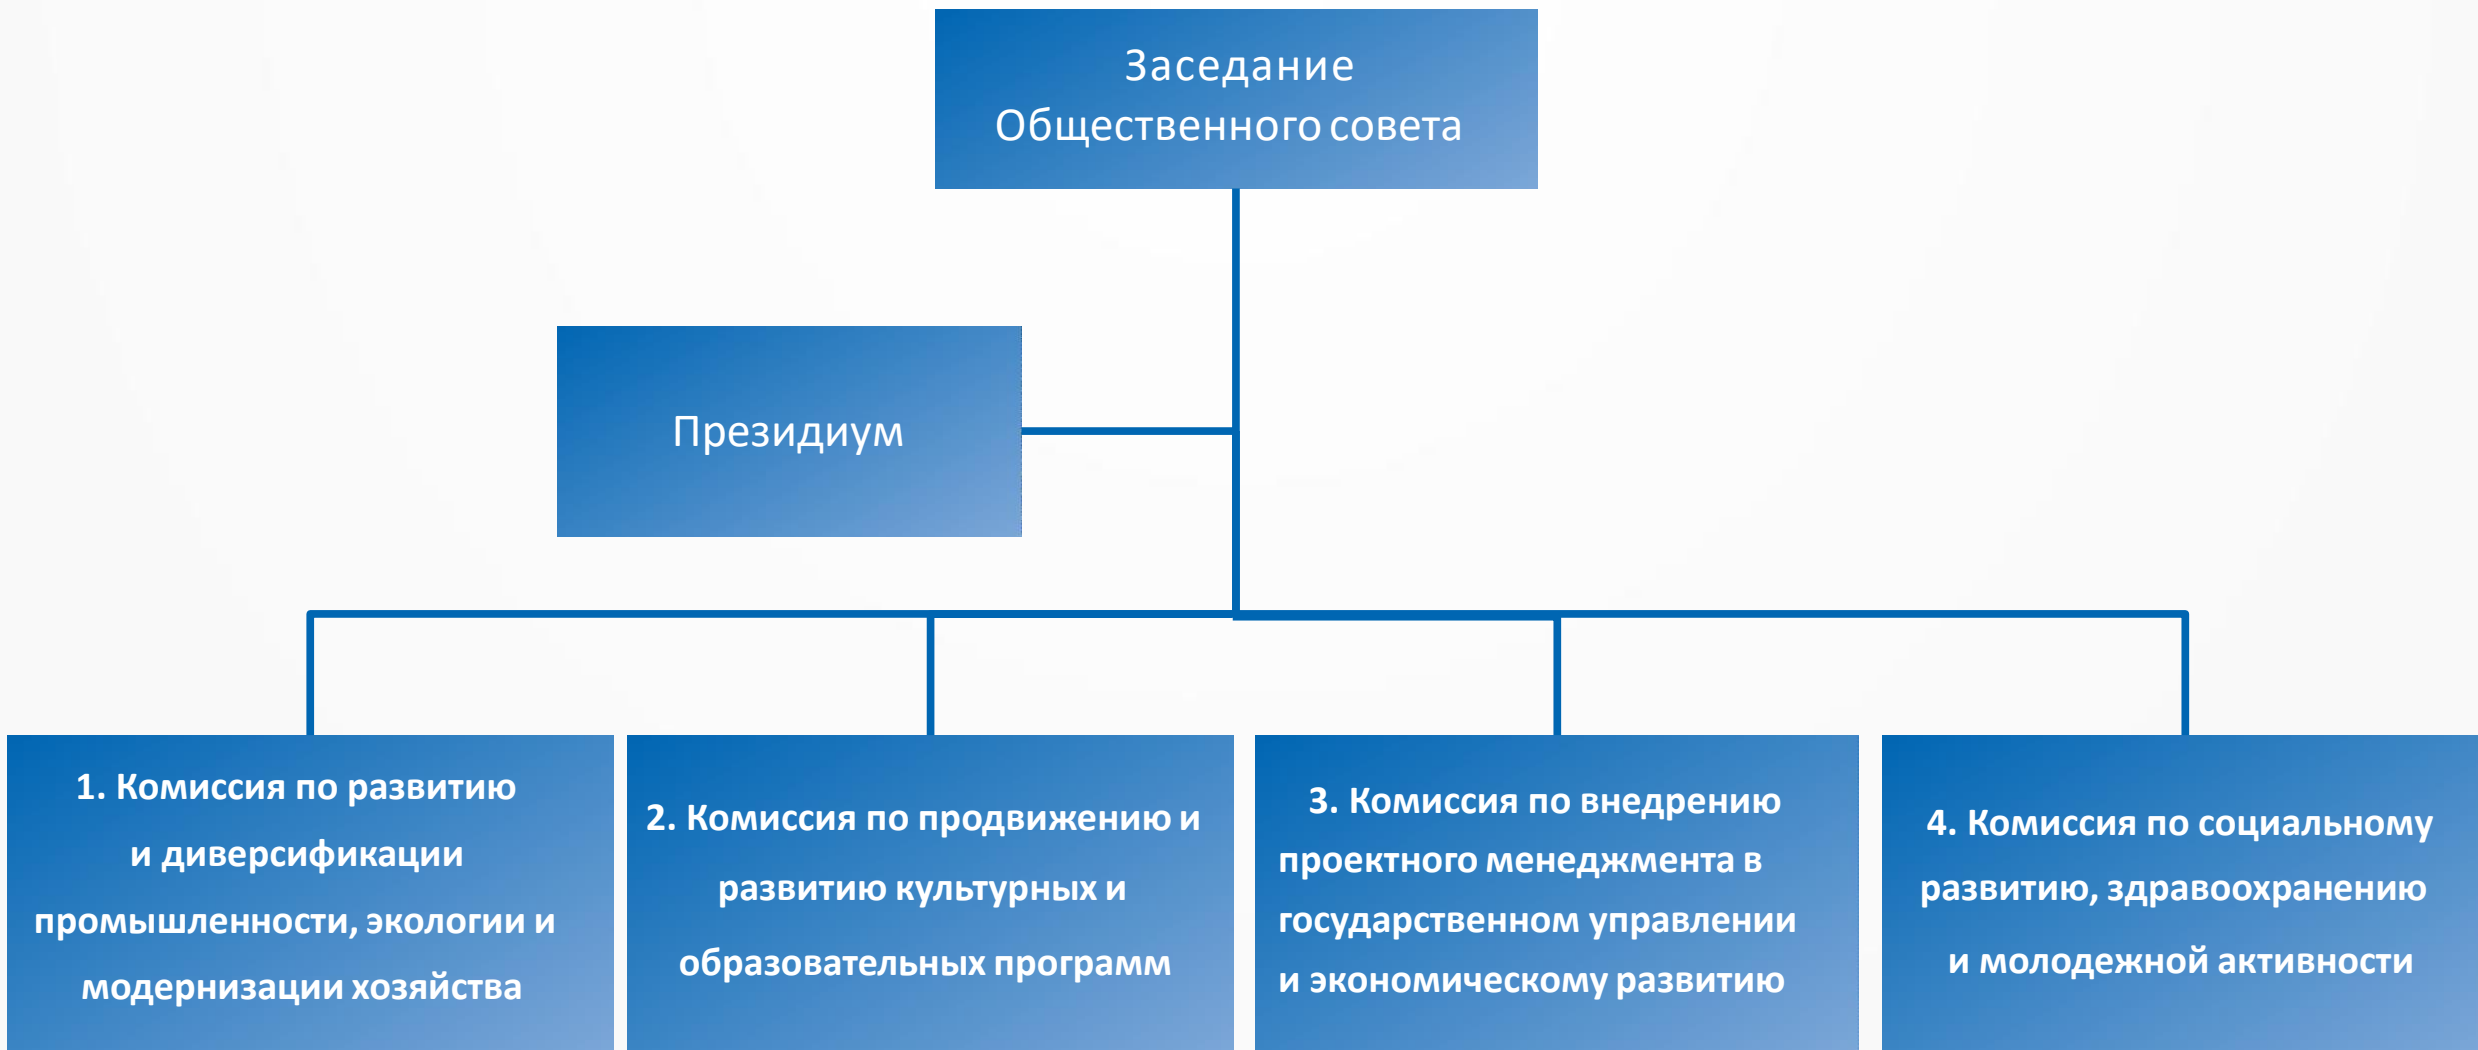 Заседание
Общественного совета
Президиум
1. Комиссия по развитию
и диверсификации
промышленности, экологии и
модернизации хозяйства
2. Комиссия по продвижению и
развитию культурных и
образовательных программ
3. Комиссия по внедрению
проектного менеджмента в
государственном управлении
и экономическому развитию
4. Комиссия по социальному
развитию, здравоохранению
и молодежной активности